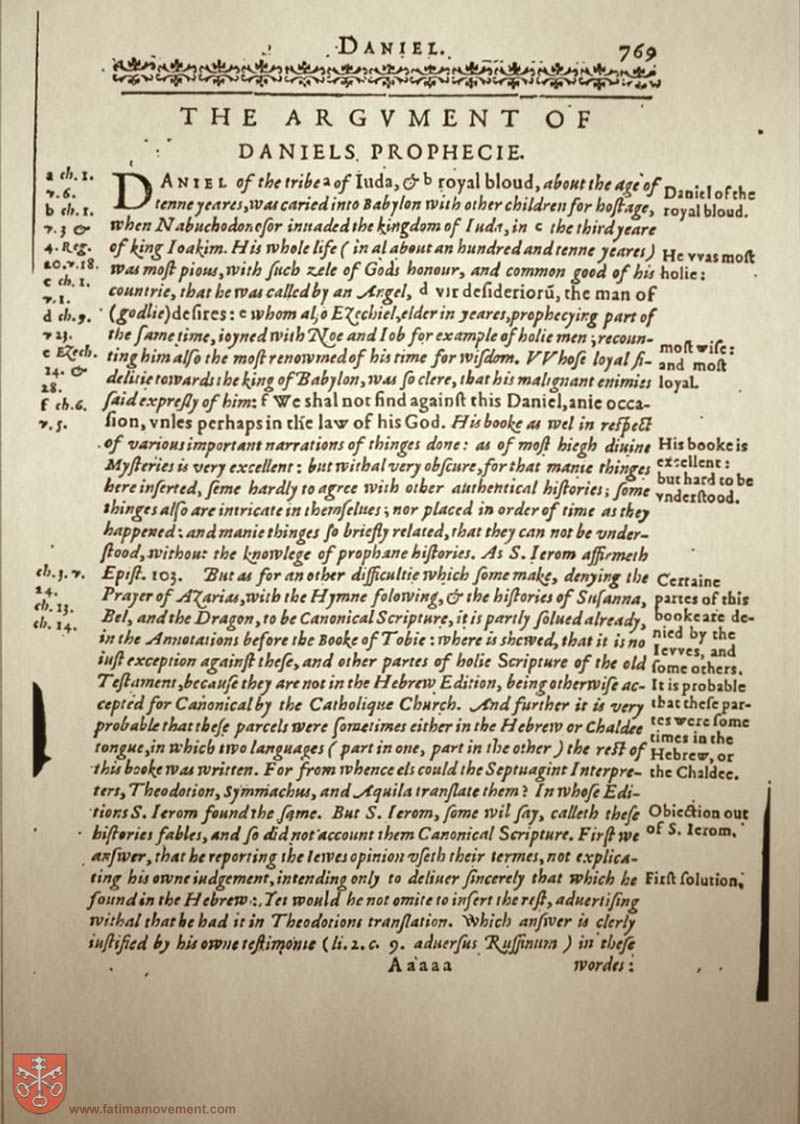 DANIEL. 769
THE ARGVMENT OF
DANIELS PROPHECIE.
DANIEL of the tribe a of Iuda, & b royal bloud, about the age of
tenne yeares, was caried into Babylon with other children for hoſtage,
when Nabuchodonoſor inuaded the kingdom of Iuda, in c the third yeare
of king Ioakim. His whole life (in al about an hundred and tenne yeares)
was moſt pious, with ſuch zele of Gods honour, and common good of his
countrie, that he was called by an Angel, d vir deſideriorū, the man of
(godlie) deſires: e whom alſo Ezechiel, elder in yeares, prophecying part of
the ſame time, ioyned with Noe and Iob for example of holie men; recoun-
ting him alſo the moſt renowmed of his time for wiſdom. VVhoſe loyal fi-
delitie towards the king of Babylon, was ſo clere, that his malignant enimies
ſaid expreſly of him: f We shal not find againſt this Daniel, anie occa-
ſion, vnles perhaps in the law of his God. His booke as wel in reſpect
of various important narrations of thinges done: as of moſt hiegh diuine
Myſteries is very excellent: but withal very obſcure, for that manie thinges
here inſerted, ſeme hardly to agree with other authentical hiſtories; ſome
thinges alſo are intricate in themſelues; nor placed in order of time as they
happened: and manie thinges ſo briefly related, that they can not be vnder-
ſtood, without the knowlege of prophane hiſtories. As S. Ierom affirmeth
Epiſt. 103. But as for an other difficultie which ſome make, denying the
Prayer of Azarias, with the Hymne folowing, & the hiſtories of Suſanna,
Bel, and the Dragon, to be Canonical Scripture, it is partly ſolued already,
in the Annotations before the Booke of Tobie: where is shewed, that it is no
iuſt exception againſt theſe, and other partes of holie Scripture of the old
Teſtament, becauſe they are not in the Hebrew Edition, being otherwiſe ac-
cepted for Canonical by the Catholique Church. And further it is very
probable that theſe parcels were ſometimes either in the Hebrew or Chaldee
tongue, in which two languages (part in one, part in the other) the reſt of
this booke was written. For from whence els could the Septuagint Interpre-
ters, Theodotion, Symmachus, and Aquila tranſlate them? In whoſe Edi-
tions S. Ierom found the ſame. But S. Ierom, ſome wil ſay, calleth theſe
hiſtories fables, and ſo did not account them Canonical Scripture. Firſt we
anſwer, that he reporting the Iewes opinion vſeth their termes, not explica-
ting his owne iudgement, intending only to deliuer ſincerely that which he
found in the Hebrew. Yet would he not omite to inſert the reſt, aduertiſing
withal that he had it in Theodotions tranſlation. Which anſwer is clerly
iuſtified by his owne teſtimonie (li. 2. c. 9. aduerſus Ruffinum) in theſe
Aaaaa wordes:
a ch. 1.
v. 6.
b ch. 1.
v. 3 &
4. Reg.
20. v. 18.
c ch. 1.
v. 1.
d ch. 9.
v 23.
e Ezech.
14. &
28.
f ch. 6.
v. 5.
ch. 3. v.
24.
ch. 13.
ch. 14.
Daniel of the
royal bloud.
He vvas moſt
holie:
moſt wiſe:
and moſt
loyal.
His booke is
excellent:
but hard to be
vnderſtood.
Certaine
partes of this
booke are de-
nied by the
Ievves, and
ſome others.
It is probable
that theſe par-
tes were ſome
times in the
Hebrew, or
the Chaldee.
Obiection out
of S. Ierom.
Firſt ſolution,
www.fatimamovement.com